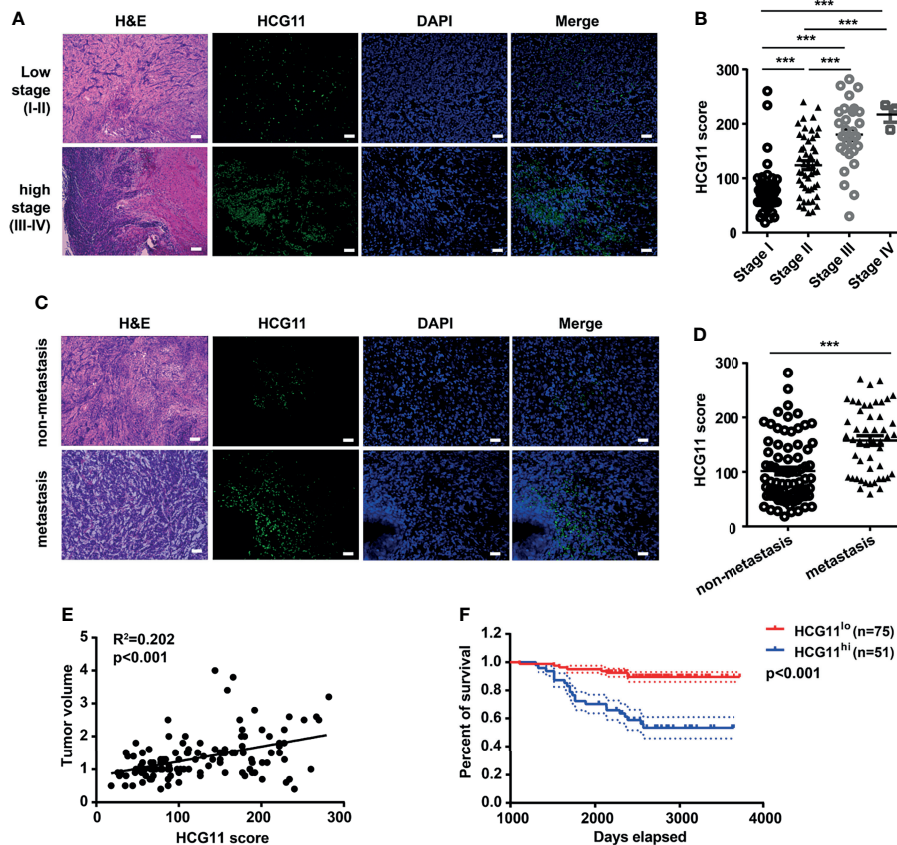 A
H&E
HCG11
DAPI
Merge
Low
stage
(I-II)
high
stage
(III-IV)
B
***
***
***
***
***
HCG11 score
300
200
100
0
Stage I
Stage II
Stage III
Stage IV
C
H&E
HCG11
DAPI
Merge
non-metastasis
metastasis
D
***
HCG11 score
300
200
100
0
non-metastasis
metastasis
E
R²=0.202
p<0.001
Tumor volume
5
4
3
2
1
0
0
100
200
300
HCG11 score
F
HCG11lo (n=75)
HCG11hi (n=51)
p<0.001
Percent of survival
1.2
1.0
0.8
0.6
0.4
0.2
0.0
1000
2000
3000
4000
Days elapsed